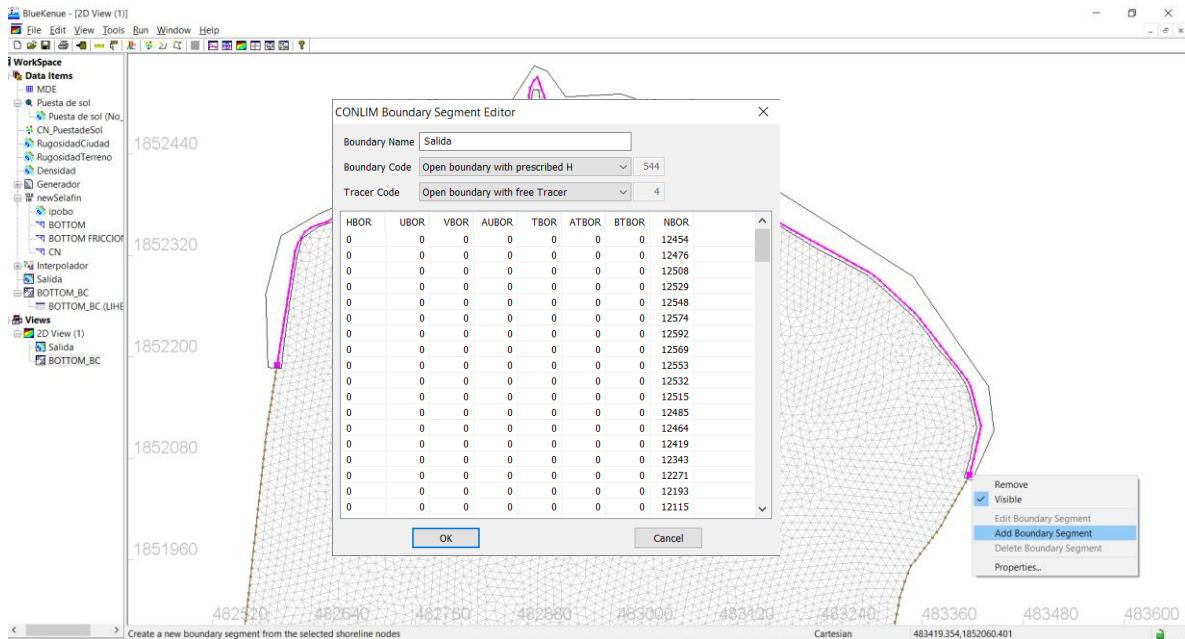 BlueKenue - [2D View (1)]
File Edit View Tools Run Window Help
WorkSpace
Data Items
MDE
Puesta de sol
Puesta de sol (No_
CN_PuestadeSol
RugosidadCiudad
RugosidadTerreno
Densidad
Generador
newSelafin
ipobo
BOTTOM
BOTTOM FRICCION
CN
Interpolador
Salida
BOTTOM_BC
BOTTOM_BC (LIHE
Views
2D View (1)
Salida
BOTTOM_BC
1852440
1852320
1852200
1852080
1851960
CONLIM Boundary Segment Editor
Boundary Name Salida
Boundary Code Open boundary with prescribed H 544
Tracer Code Open boundary with free Tracer 4
HBOR UBOR VBOR AUBOR TBOR ATBOR BTBOR NBOR
0 0 0 0 0 0 0 12454
0 0 0 0 0 0 0 12476
0 0 0 0 0 0 0 12508
0 0 0 0 0 0 0 12529
0 0 0 0 0 0 0 12548
0 0 0 0 0 0 0 12574
0 0 0 0 0 0 0 12592
0 0 0 0 0 0 0 12569
0 0 0 0 0 0 0 12553
0 0 0 0 0 0 0 12532
0 0 0 0 0 0 0 12515
0 0 0 0 0 0 0 12485
0 0 0 0 0 0 0 12464
0 0 0 0 0 0 0 12419
0 0 0 0 0 0 0 12343
0 0 0 0 0 0 0 12271
0 0 0 0 0 0 0 12193
0 0 0 0 0 0 0 12115
OK Cancel
Remove
Visible
Edit Boundary Segment
Add Boundary Segment
Delete Boundary Segment
Properties...
482520 482640 482760 482880 483000 483120 483240 483360 483480 483600
Create a new boundary segment from the selected shoreline nodes Cartesian 483419.354,1852060.401